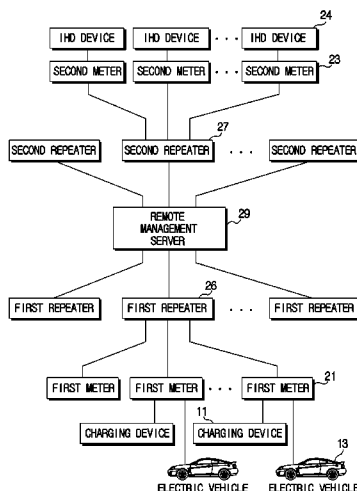 24
IHD DEVICE IHD DEVICE ... IHD DEVICE
SECOND METER SECOND METER ... SECOND METER 23
27
SECOND REPEATER SECOND REPEATER ... SECOND REPEATER
REMOTE
MANAGEMENT
SERVER
29
26
FIRST REPEATER FIRST REPEATER ... FIRST REPEATER
FIRST METER FIRST METER ... FIRST METER 21
11
CHARGING DEVICE CHARGING DEVICE 13
ELECTRIC VEHICLE ELECTRIC VEHICLE